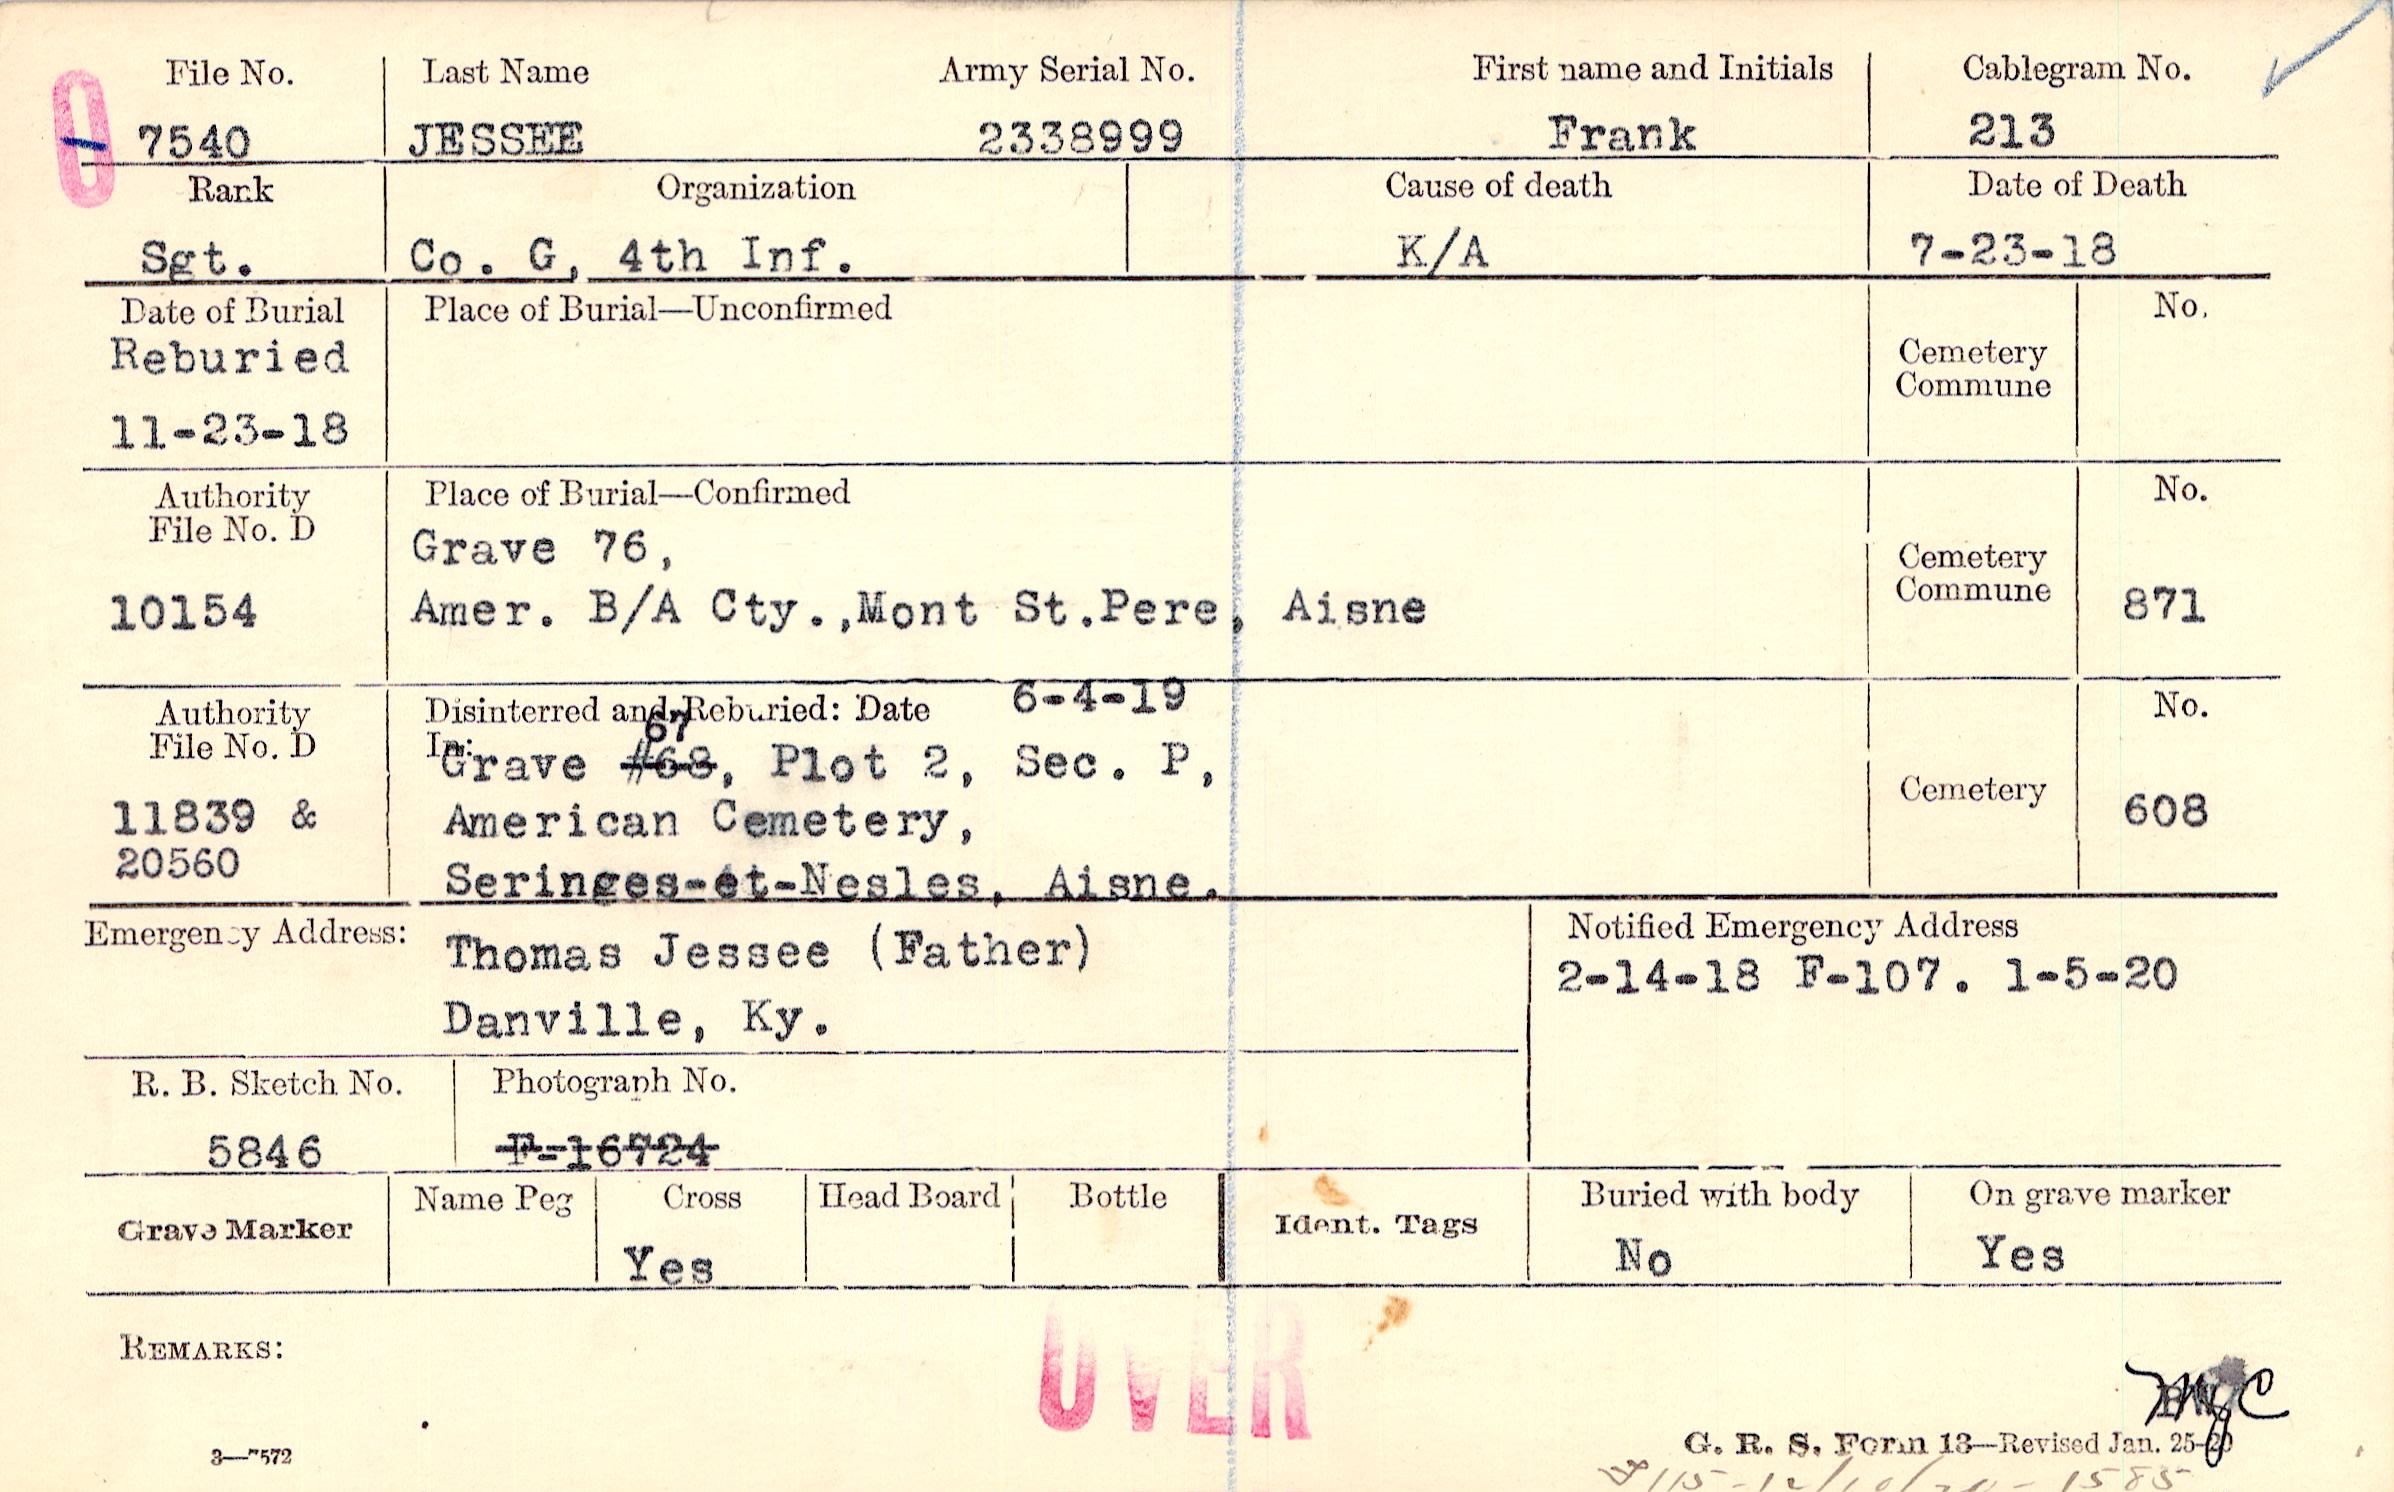 File No. Last Name Army Serial No. First name and Initials Cablegram No.
7540 JESSEE 2338999 Frank 213
Rank Organization Cause of death Date of Death
Sgt. Co. G, 4th Inf. K/A 7-23-18
Date of Burial Place of Burial—Unconfirmed No.
Reburied Cemetery
Commune
11-23-18
Authority Place of Burial—Confirmed No.
File No. D
Grave 76,
Cemetery
Commune
10154 Amer. B/A Cty.,Mont St.Pere, Aisne 871
Authority Disinterred and Reburied: Date 6-4-19 No.
File No. D In:
67
Grave #68, Plot 2, Sec. P,
Cemetery
11839 & American Cemetery, 608
20560 Seringes-et-Nesles, Aisne.
Emergency Address: Thomas Jessee (Father) Notified Emergency Address
2-14-18 F-107. 1-5-20
Danville, Ky.
R. B. Sketch No. Photograph No.
5846 F-16724
Grave Marker Name Peg Cross Head Board Bottle Ident. Tags Buried with body On grave marker
Yes No Yes
REMARKS:
OVER
3—7572 G. R. S. Form 13—Revised Jan. 25-20